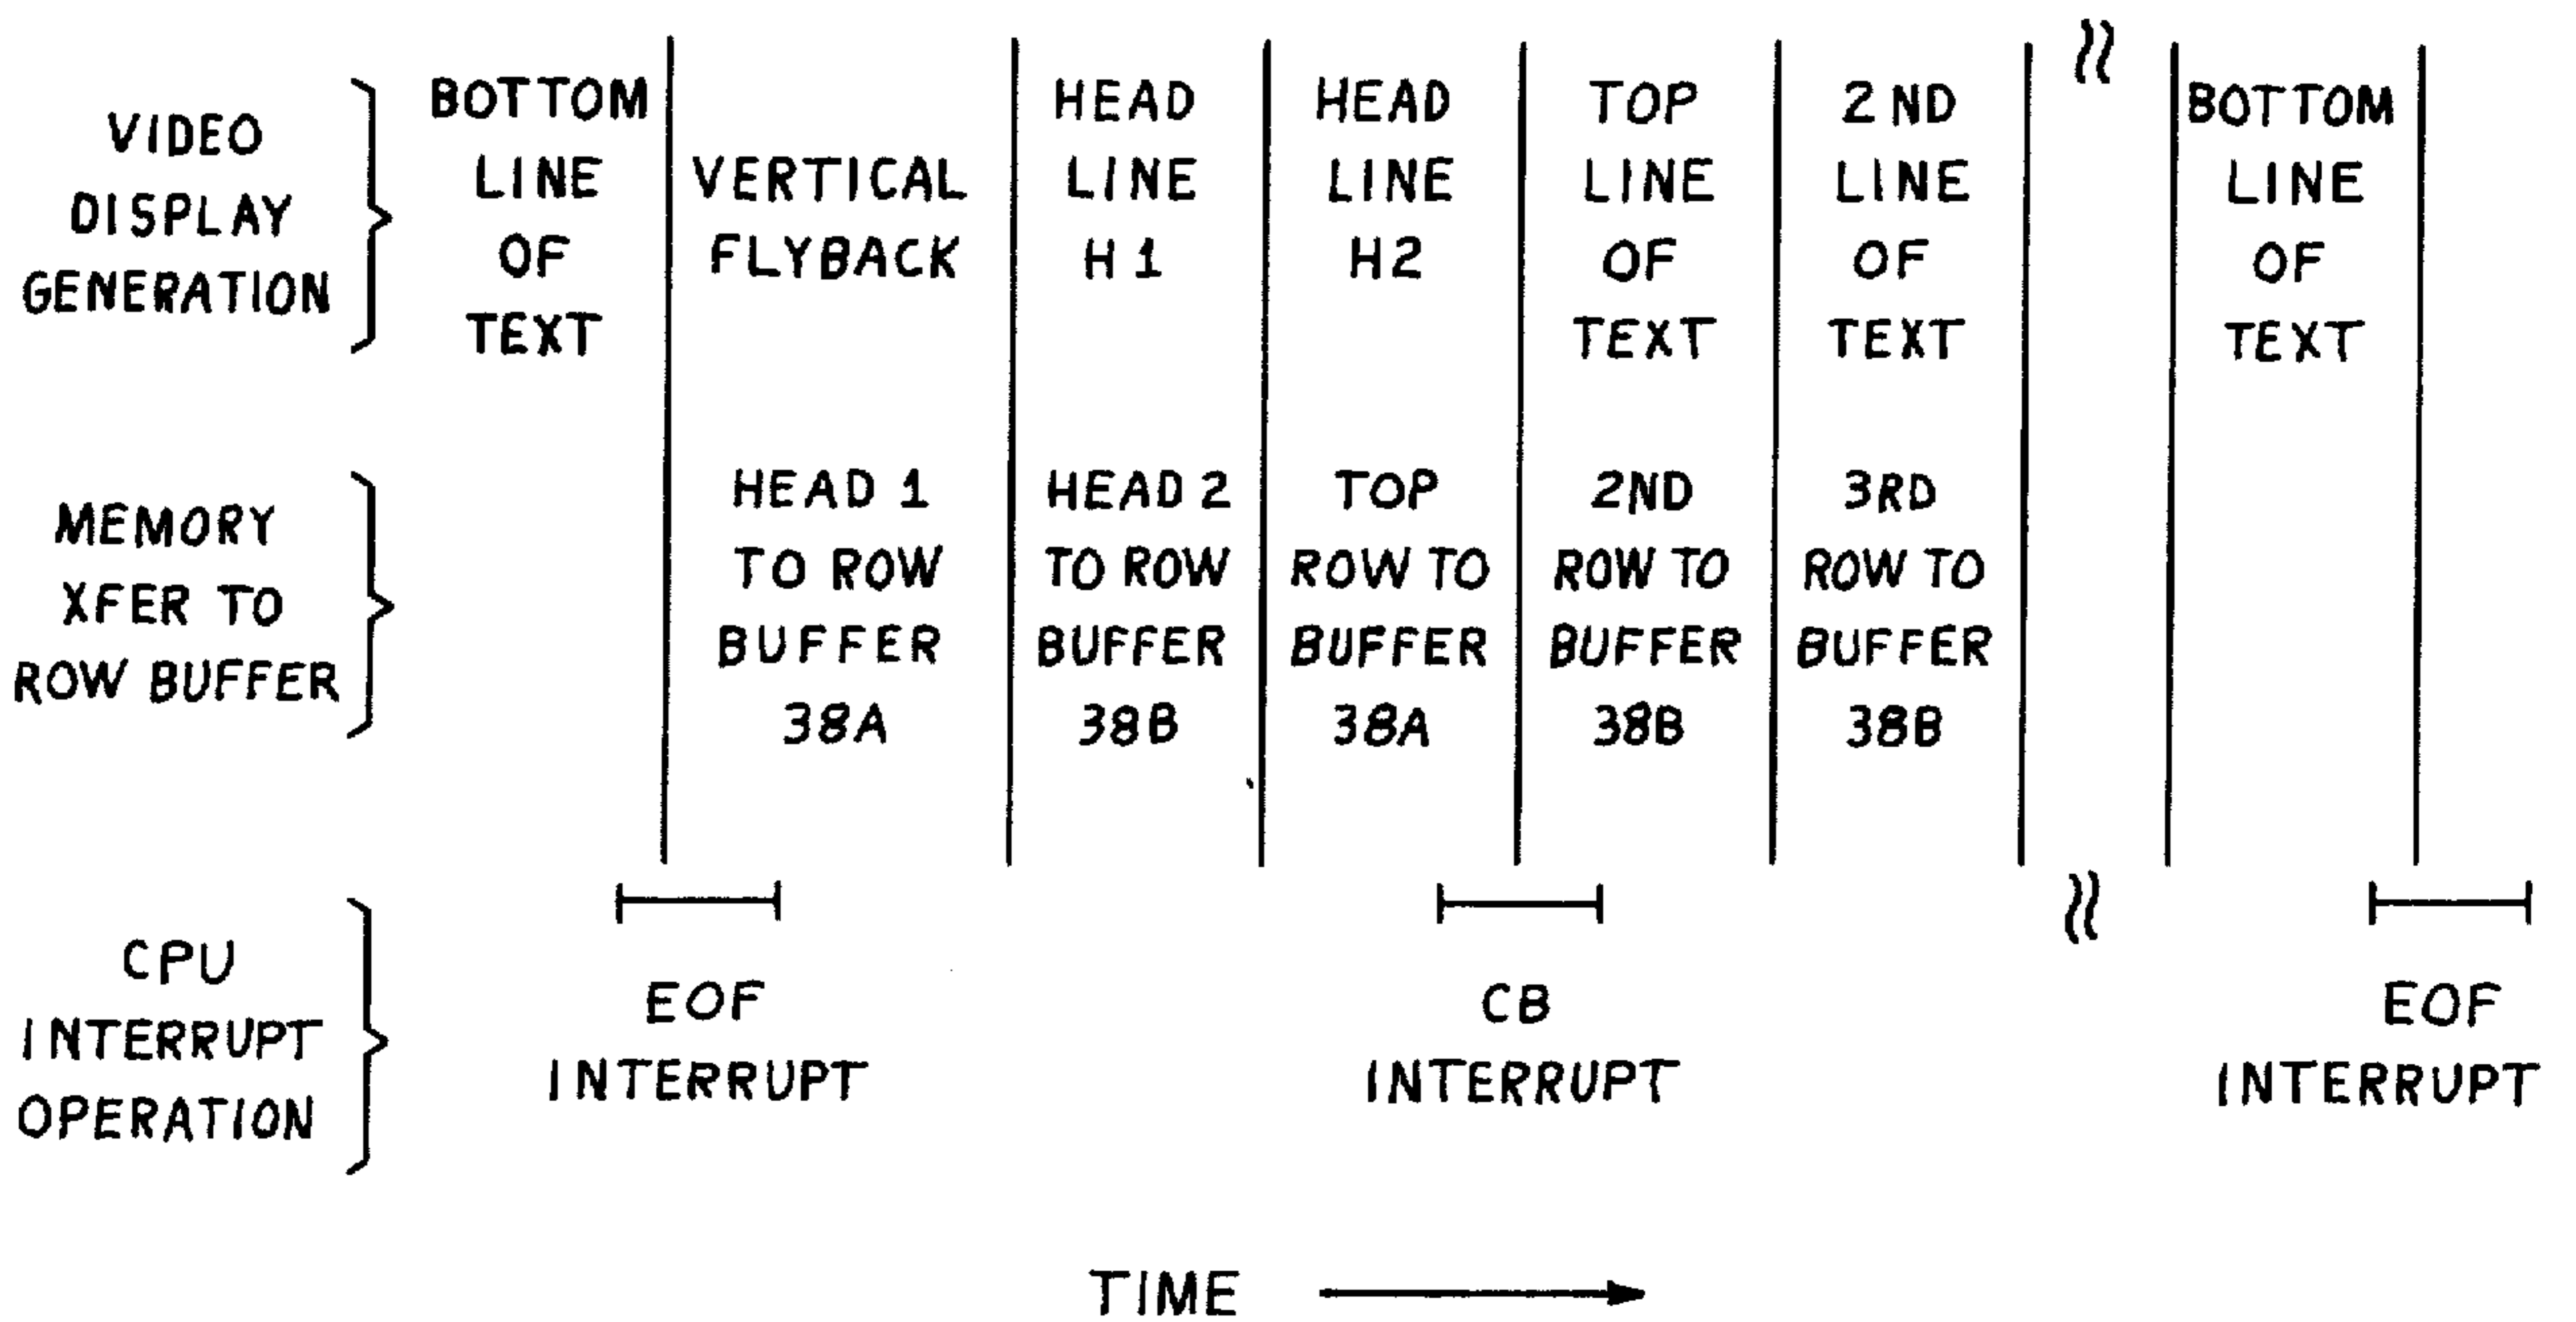 VIDEO
DISPLAY
GENERATION
BOTTOM
LINE
OF
TEXT
VERTICAL
FLYBACK
HEAD
LINE
H1
HEAD
LINE
H2
TOP
LINE
OF
TEXT
2ND
LINE
OF
TEXT
BOTTOM
LINE
OF
TEXT
MEMORY
XFER TO
ROW BUFFER
HEAD 1
TO ROW
BUFFER
38A
HEAD 2
TO ROW
BUFFER
38B
TOP
ROW TO
BUFFER
38A
2ND
ROW TO
BUFFER
38B
3RD
ROW TO
BUFFER
38B
CPU
INTERRUPT
OPERATION
EOF
INTERRUPT
CB
INTERRUPT
EOF
INTERRUPT
TIME